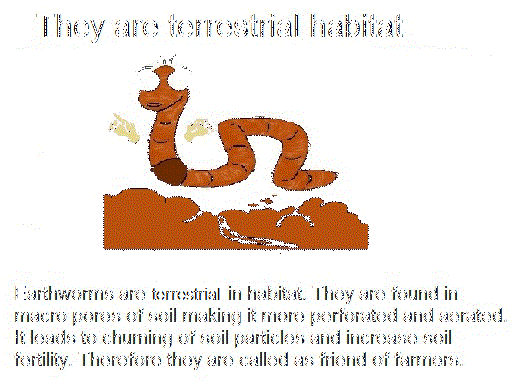 They are terrestrial habitat
Earthworms are terrestrial in habitat. They are found in
macro pores of soil making it more perforated and aerated.
It leads to churning of soil particles and increase soil
fertility. Therefore they are called as friend of farmers.